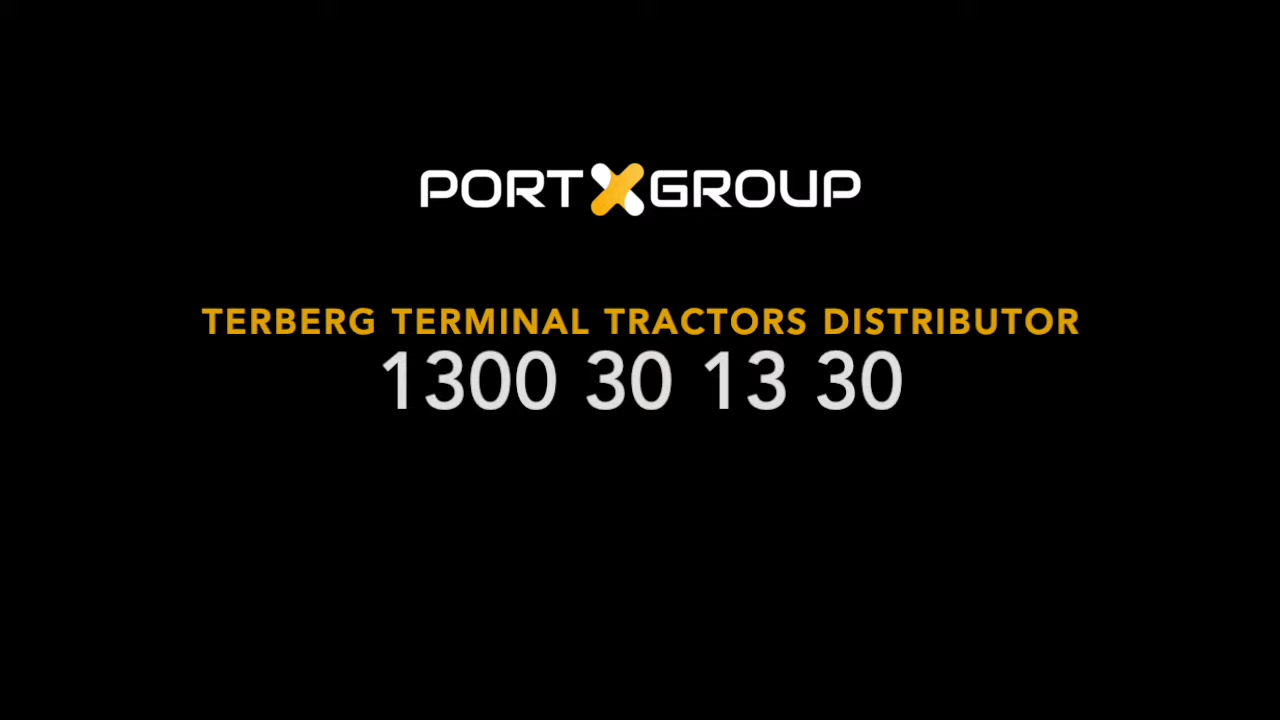 PORTXGROUP
TERBERG TERMINAL TRACTORS DISTRIBUTOR
1300 30 13 30